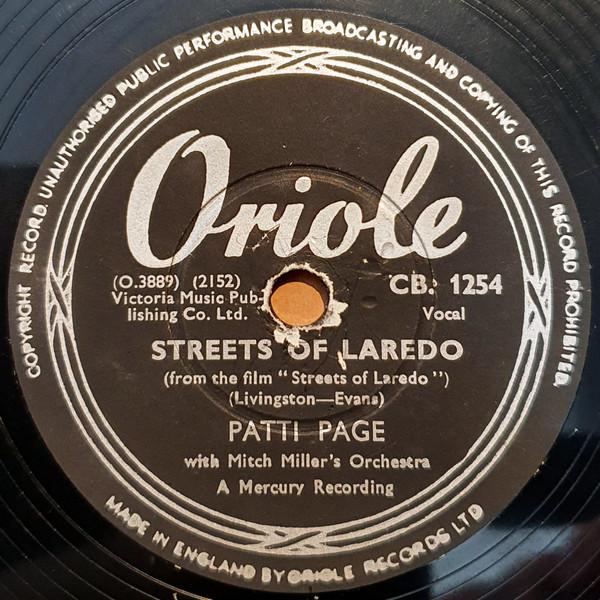 COPYRIGHT RECORD. UNAUTHORISED PUBLIC PERFORMANCE BROADCASTING AND COPYING OF THIS RECORD PROHIBITED
Oriole
(O.3889) (2152)
CB. 1254
Victoria Music Pub-
lishing Co. Ltd.
Vocal
STREETS OF LAREDO
(from the film "Streets of Laredo")
(Livingston—Evans)
PATTI PAGE
with Mitch Miller's Orchestra
A Mercury Recording
MADE IN ENGLAND BY ORIOLE RECORDS LTD